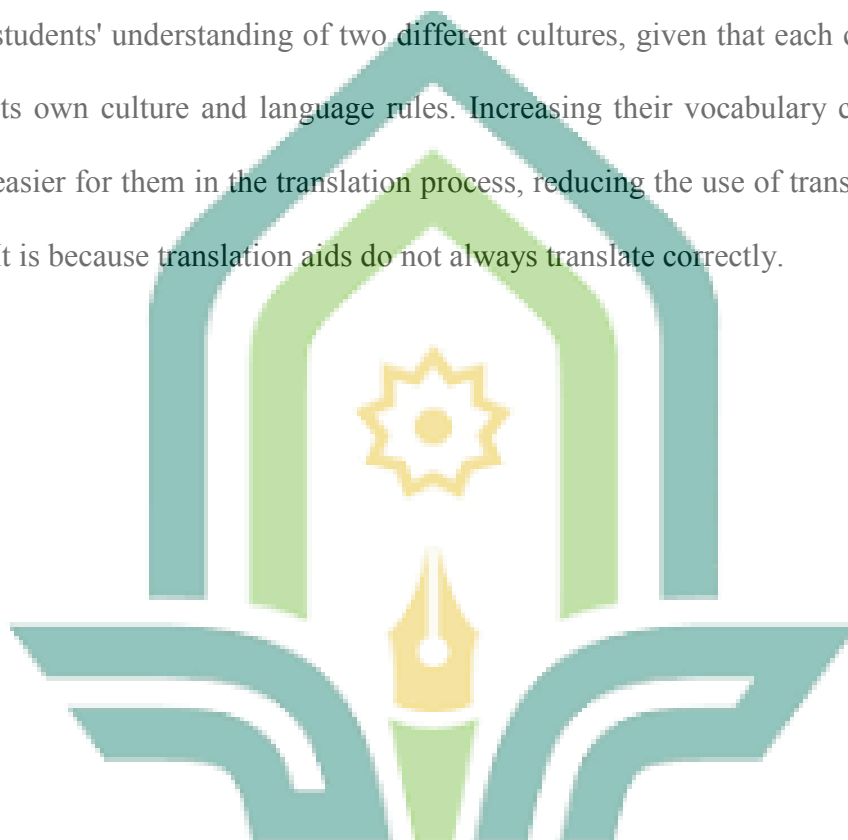 students' understanding of two different cultures, given that each c
ts own culture and language rules. Increasing their vocabulary c
easier for them in the translation process, reducing the use of trans
It is because translation aids do not always translate correctly.